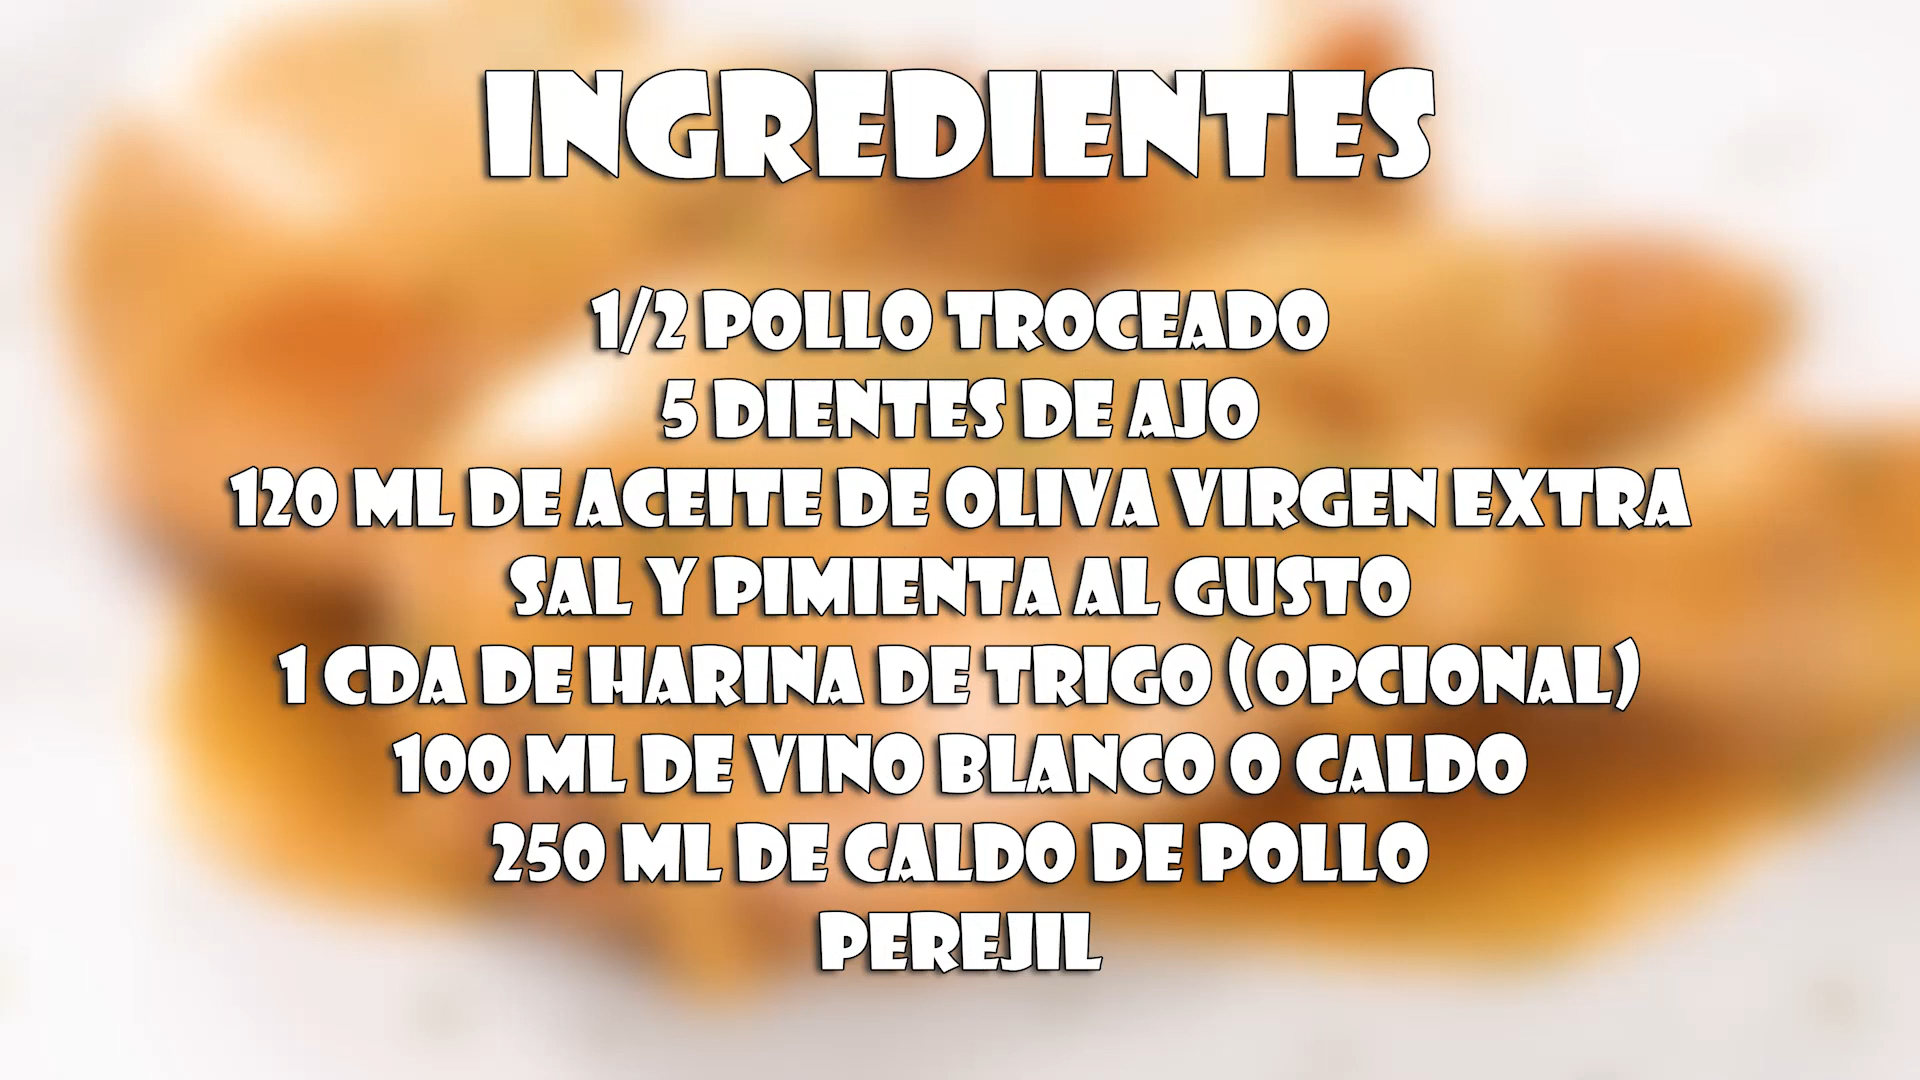 INGREDIENTES
1/2 POLLO TROCEADO
5 DIENTES DE AJO
120 ML DE ACEITE DE OLIVA VIRGEN EXTRA
SAL Y PIMIENTA AL GUSTO
1 CDA DE HARINA DE TRIGO (OPCIONAL)
100 ML DE VINO BLANCO O CALDO
250 ML DE CALDO DE POLLO
PEREJIL